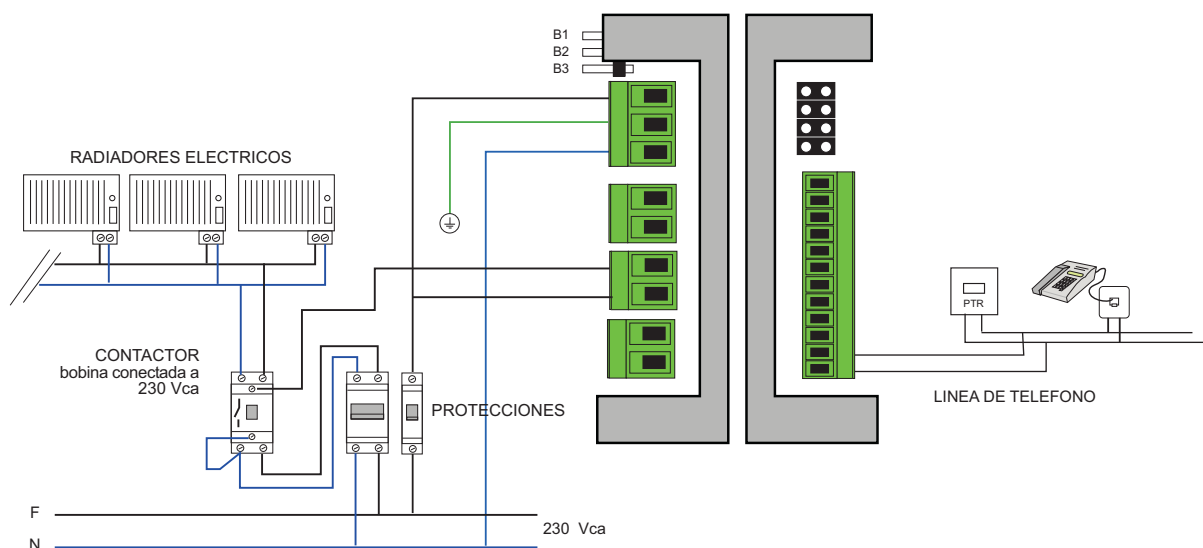 B1
B2
B3
RADIADORES ELECTRICOS
PTR
CONTACTOR
bobina conectada a
230 Vca
PROTECCIONES
LINEA DE TELEFONO
F
230 Vca
N